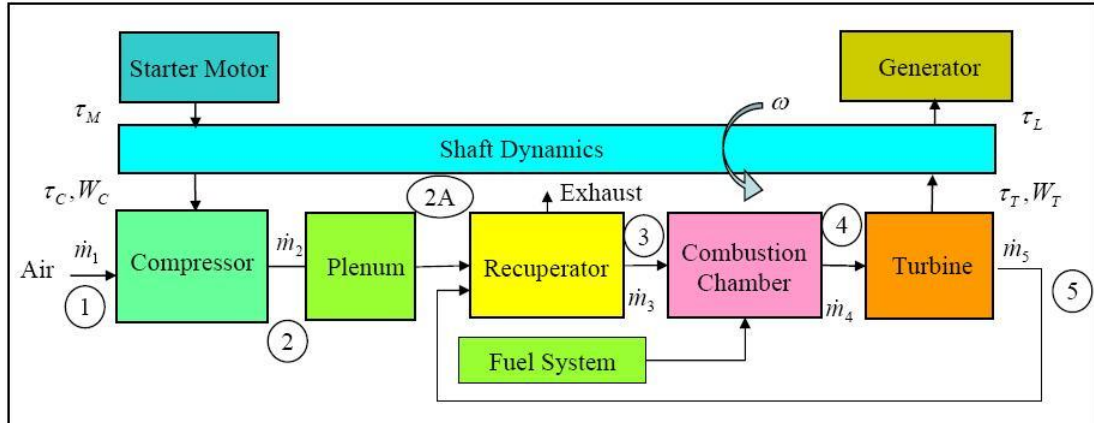 Starter Motor
Generator
τ_M
ω
τ_L
Shaft Dynamics
τ_C, W_C
2A
Exhaust
τ_T, W_T
Air
ṁ_1
Compressor
ṁ_2
Plenum
Recuperator
3
ṁ_3
Combustion
Chamber
4
ṁ_4
Turbine
ṁ_5
1
2
5
Fuel System